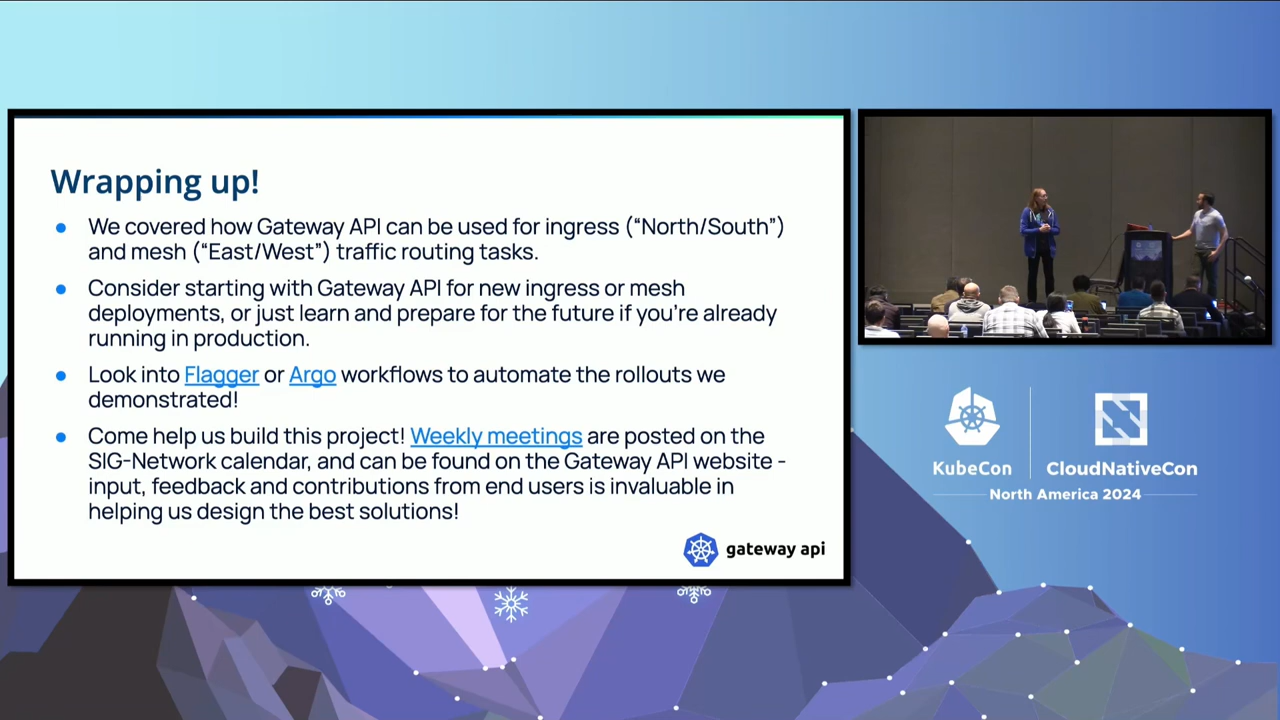 Wrapping up!
● We covered how Gateway API can be used for ingress (“North/South”)
and mesh (“East/West”) traffic routing tasks.
● Consider starting with Gateway API for new ingress or mesh
deployments, or just learn and prepare for the future if you’re already
running in production.
● Look into Flagger or Argo workflows to automate the rollouts we
demonstrated!
● Come help us build this project! Weekly meetings are posted on the
SIG-Network calendar, and can be found on the Gateway API website -
input, feedback and contributions from end users is invaluable in
helping us design the best solutions!
gateway api
KubeCon
CloudNativeCon
North America 2024